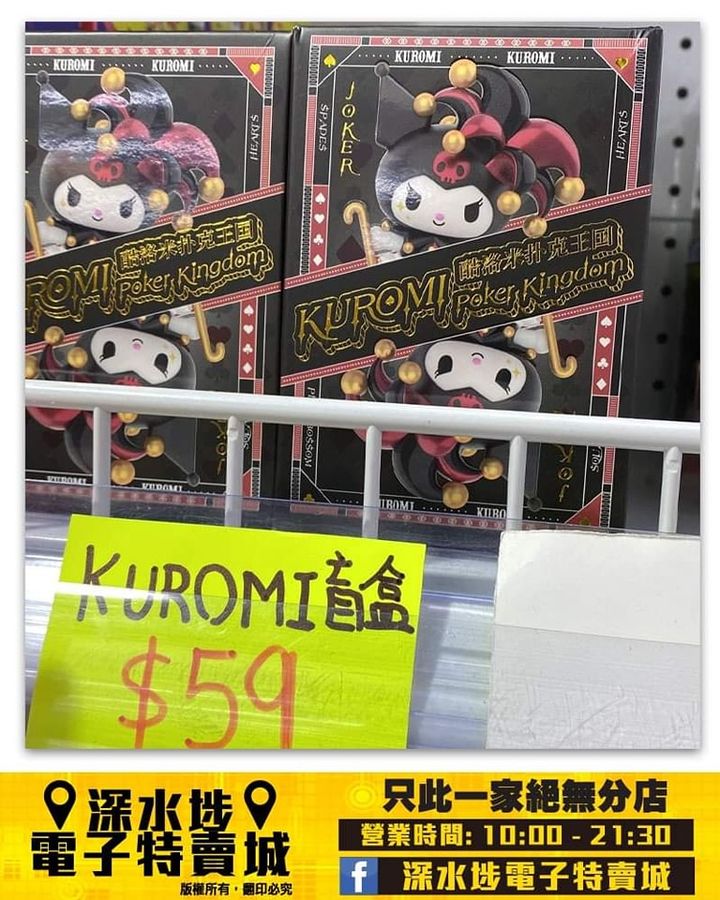 KUROMI KUROMI
HEARTS
ROMI
酷洛米扑克王国
Poker Kingdom
KUROMI
KUROMI KUROMI
JOKER
SPADES
HEARTS
KUROMI
酷洛米扑克王国
Poker Kingdom
JOKER
KUROMI
KUROMI盲盒
$59
深水埗
電子特賣城
版權所有，翻印必究
只此一家絕無分店
營業時間: 10:00 - 21:30
f 深水埗電子特賣城